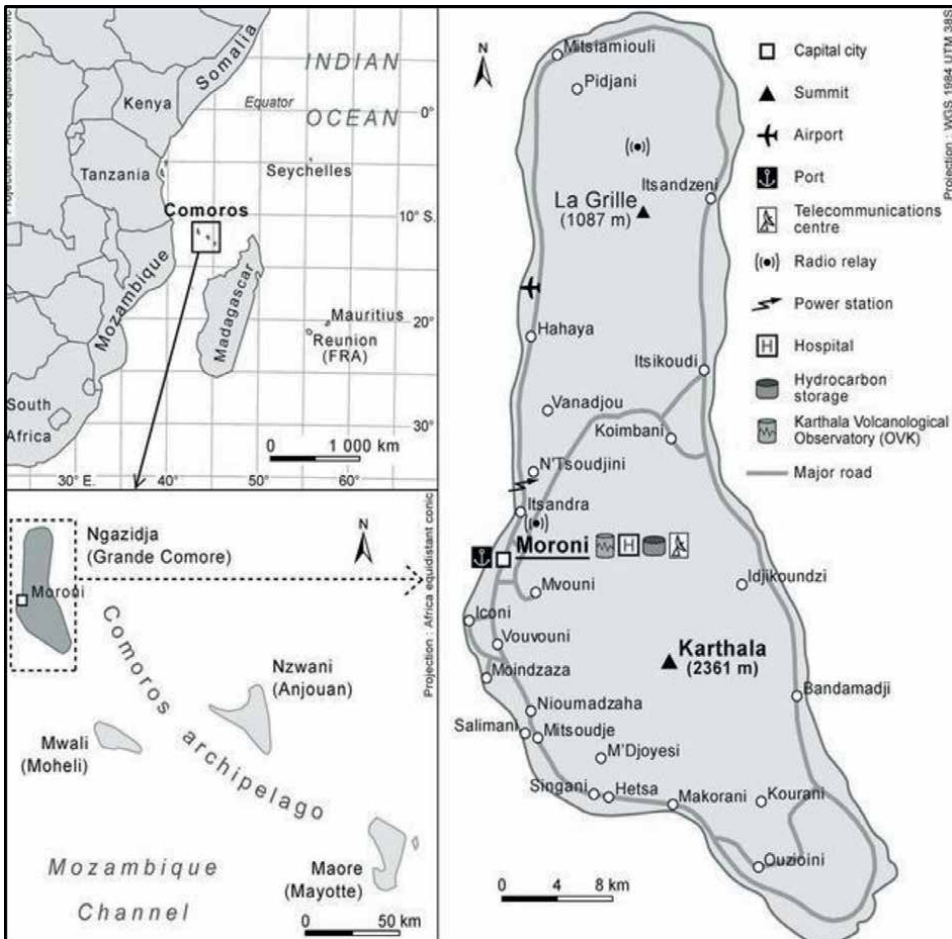 Projection : Africa equidistant conic
Somalia
INDIAN
OCEAN
Kenya
Equator
0°
Tanzania
Seychelles
Comoros
10° S.
Mozambique
Madagascar
Mauritius
20°
Reunion
(FRA)
South
Africa
30°
0
1 000 km
30° E.
40°
50°
60°
Ngazidja
(Grande Comore)
N
Moroni
Projection : Africa equidistant conic
Comoros archipelago
Nzwani
(Anjouan)
Mwali
(Moheli)
Maore
(Mayotte)
Mozambique
Channel
0
50 km
N
Mitsiamiouli
Pidjani
Itsandzeni
La Grille
(1087 m)
Hahaya
Itsikoudi
Vanadjou
Koimbani
N'Tsoudjini
Itsandra
Moroni
H
Mvouni
Idjikoundzi
Iconi
Vouvouni
Karthala
(2361 m)
Moindzaza
Bandamadji
Nioumadzaha
Salimani
Mitsoudje
M'Djoyesi
Singani
Hetsa
Makorani
Kourani
Ouzioini
0
4
8 km
Capital city
Summit
Airport
Port
Telecommunications
centre
Radio relay
Power station
H
Hospital
Hydrocarbon
storage
Karthala Volcanological
Observatory (OVK)
Major road
Projection : WGS 1984 UTM 38S